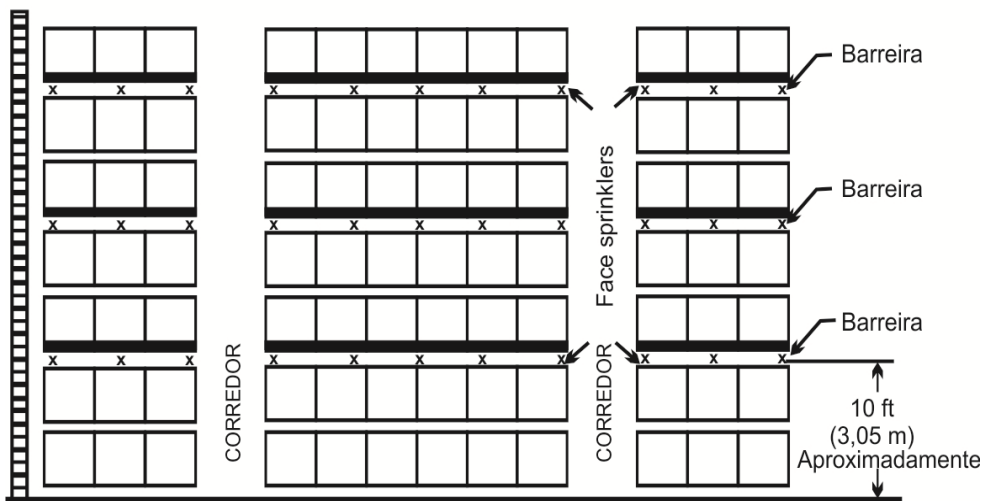 Barreira
x x x x x x x x x x x
Barreira
x x x x x x x x x x x
Face sprinklers
Barreira
x x x x x x x x x x x
CORREDOR
CORREDOR
10 ft
(3,05 m)
Aproximadamente